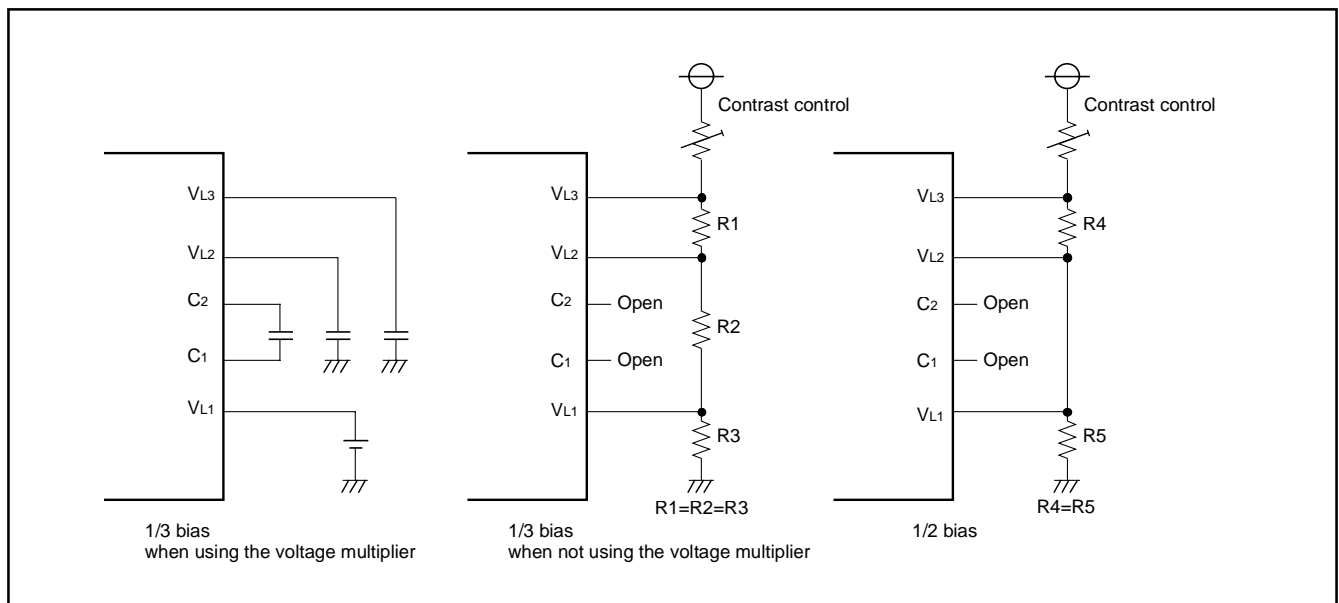 VL3
VL2
C2
C1
VL1
1/3 bias
when using the voltage multiplier
Contrast control
VL3
R1
VL2
C2
Open
R2
C1
Open
VL1
R3
R1=R2=R3
1/3 bias
when not using the voltage multiplier
Contrast control
VL3
R4
VL2
C2
Open
C1
Open
VL1
R5
R4=R5
1/2 bias